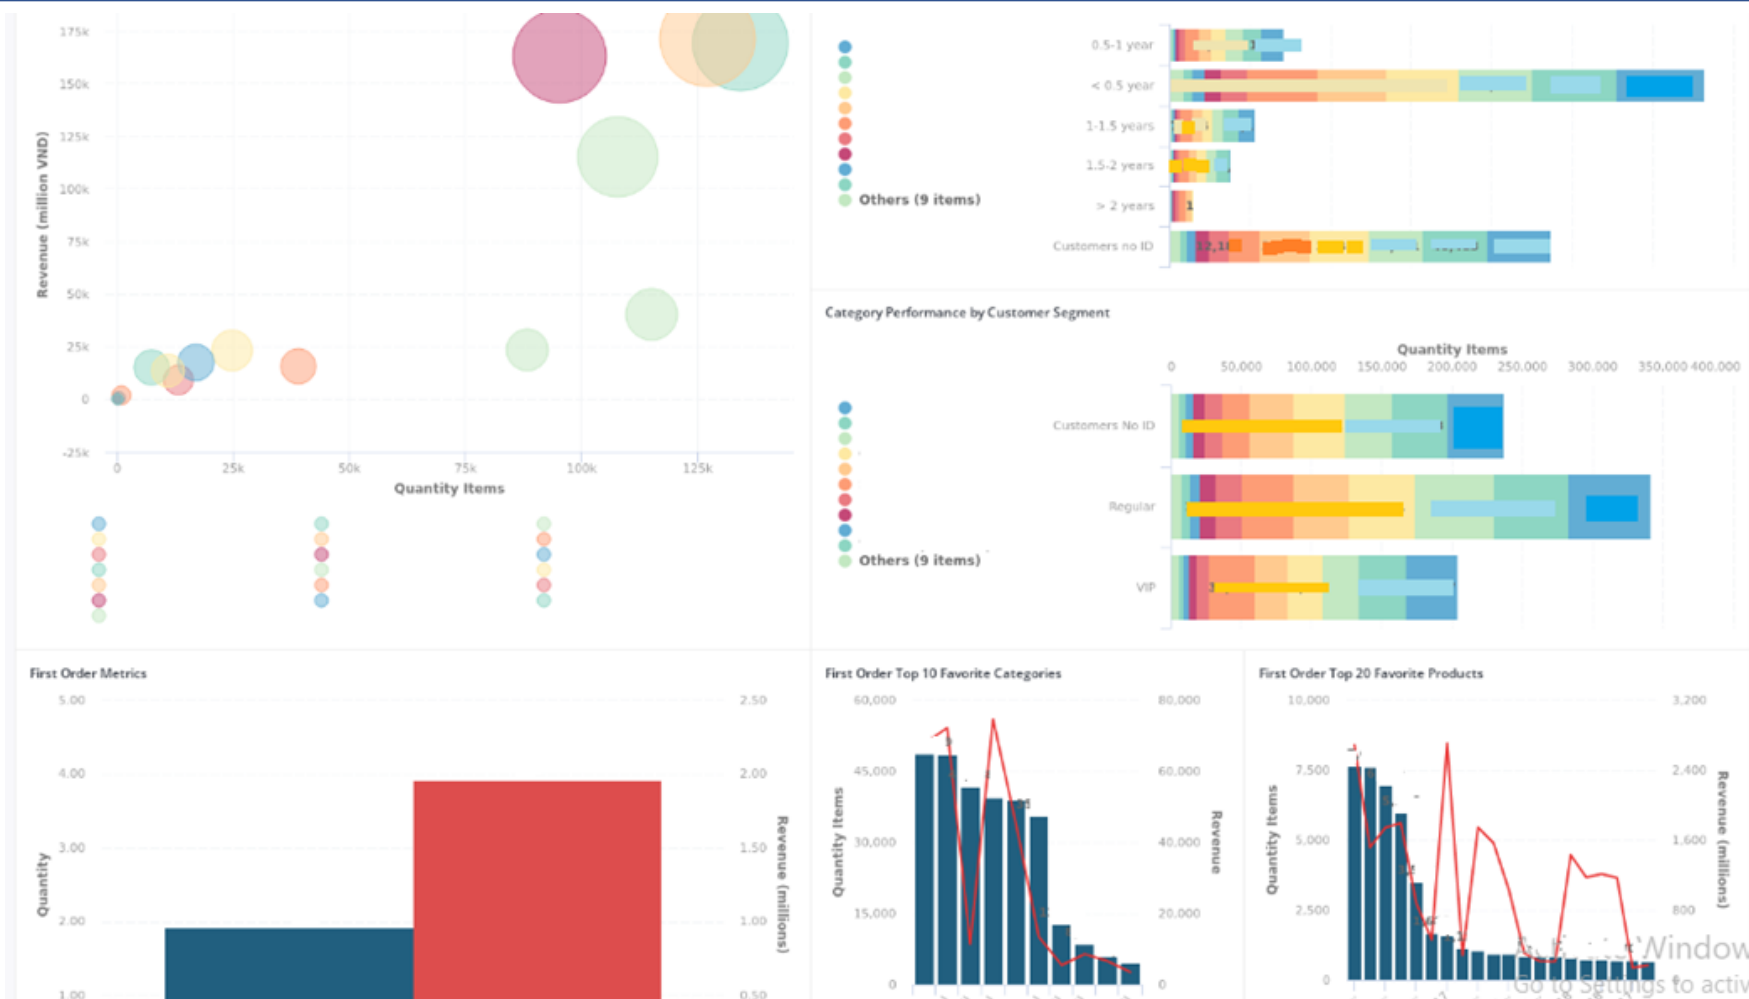 175k
150k
125k
100k
75k
50k
25k
0
-25k
Revenue (million VND)
0 25k 50k 75k 100k 125k
Quantity Items
Others (9 items)
0.5-1 year
< 0.5 year
1-1.5 years
1.5-2 years
> 2 years
1
Customers no ID
Category Performance by Customer Segment
Quantity Items
0 50,000 100,000 150,000 200,000 250,000 300,000 350,000 400,000
Customers No ID
Regular
VIP
Others (9 items)
First Order Metrics
5.00
4.00
3.00
2.00
1.00
Quantity
2.50
2.00
1.50
1.00
0.50
Revenue (millions)
First Order Top 10 Favorite Categories
60,000
45,000
30,000
15,000
0
Quantity Items
80,000
60,000
40,000
20,000
0
Revenue
First Order Top 20 Favorite Products
10,000
7,500
5,000
2,500
0
Quantity Items
3,200
2,400
1,600
800
Revenue (millions)
Window
Go to Settings to activ